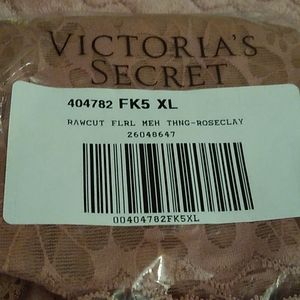 VICTORIA'S
SECRET
404782 FK5 XL
RAWCUT FLRL MEH THNG-ROSECLAY
26048647
00404782FK5XL